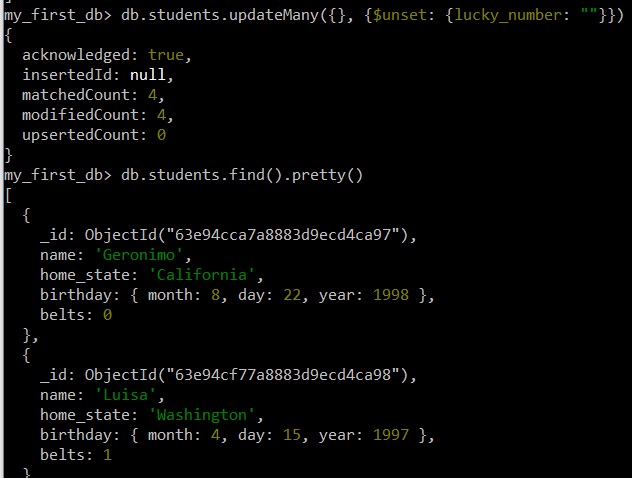 my_first_db> db.students.updateMany({}, {$unset: {lucky_number: ""}})
{
  acknowledged: true,
  insertedId: null,
  matchedCount: 4,
  modifiedCount: 4,
  upsertedCount: 0
}
my_first_db> db.students.find().pretty()
[
  {
    _id: ObjectId("63e94cca7a8883d9ecd4ca97"),
    name: 'Geronimo',
    home_state: 'California',
    birthday: { month: 8, day: 22, year: 1998 },
    belts: 0
  },
  {
    _id: ObjectId("63e94cf77a8883d9ecd4ca98"),
    name: 'Luisa',
    home_state: 'Washington',
    birthday: { month: 4, day: 15, year: 1997 },
    belts: 1
  }